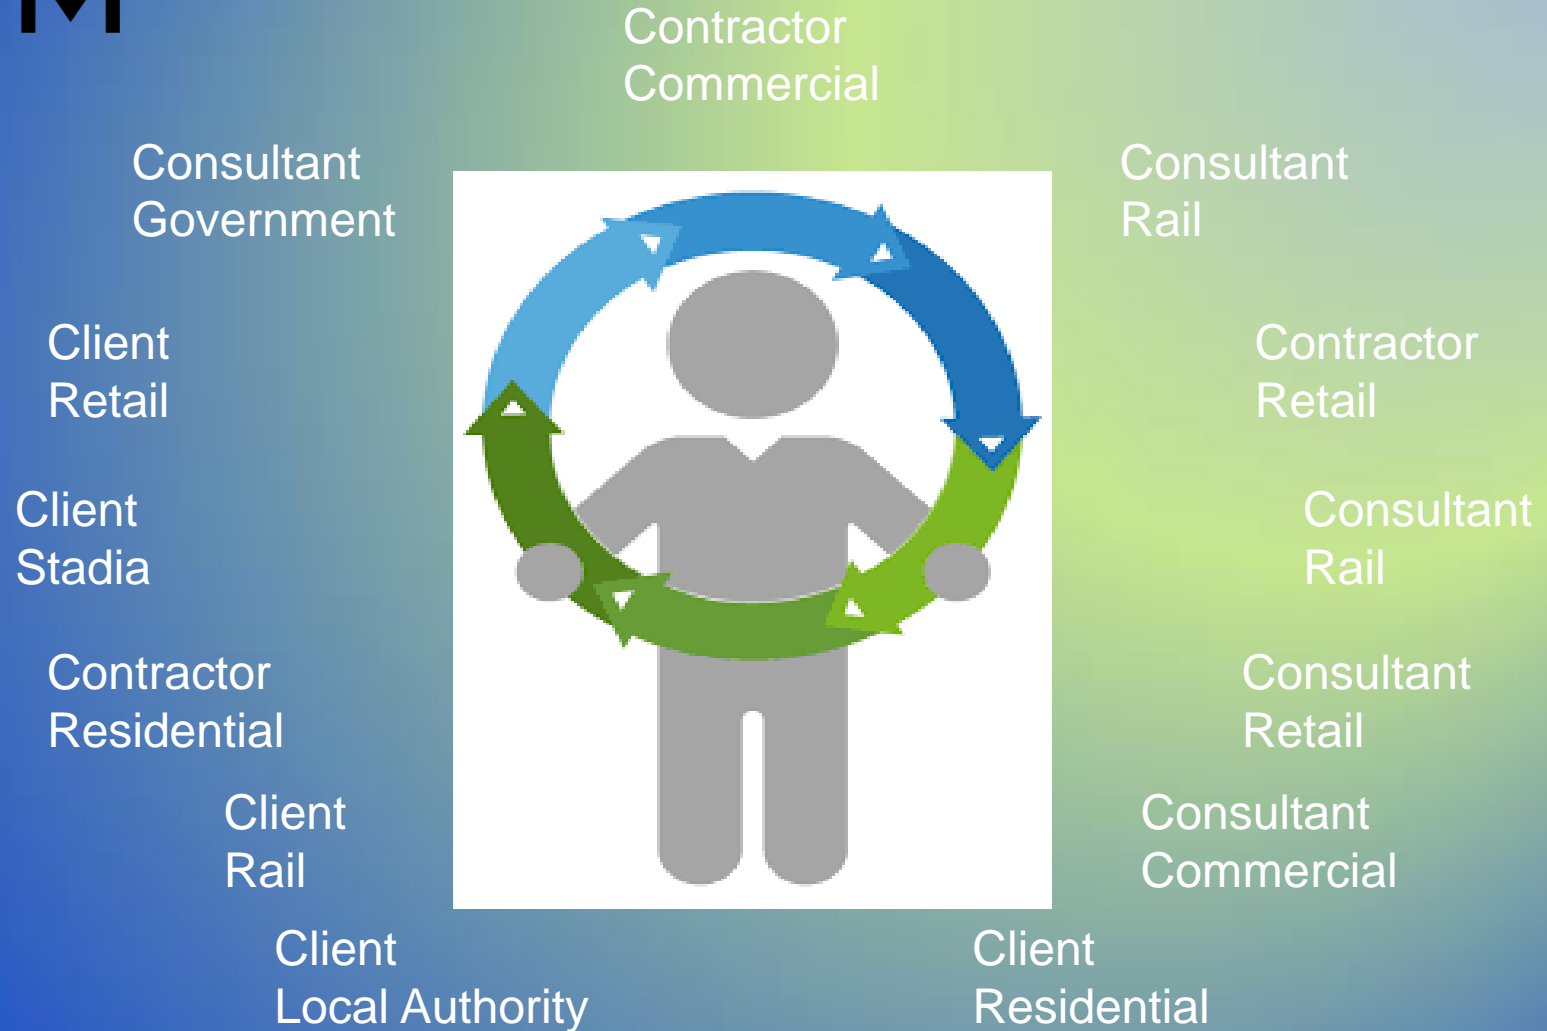 M
Contractor
Commercial
Consultant
Government
Consultant
Rail
Client
Retail
Contractor
Retail
Client
Stadia
Consultant
Rail
Contractor
Residential
Consultant
Retail
Client
Rail
Consultant
Commercial
Client
Local Authority
Client
Residential